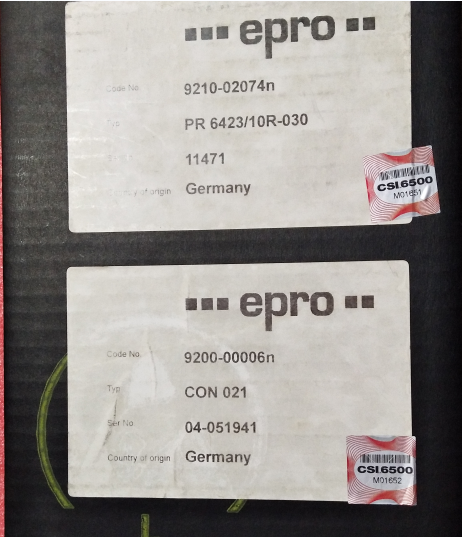 epro
Code No. 9210-02074n
Typ PR 6423/10R-030
11471
Country of origin Germany
CSI.6500
M01651
epro
Code No. 9200-00006n
Typ CON 021
Ser No. 04-051941
Country of origin Germany
CSI.6500
M01652